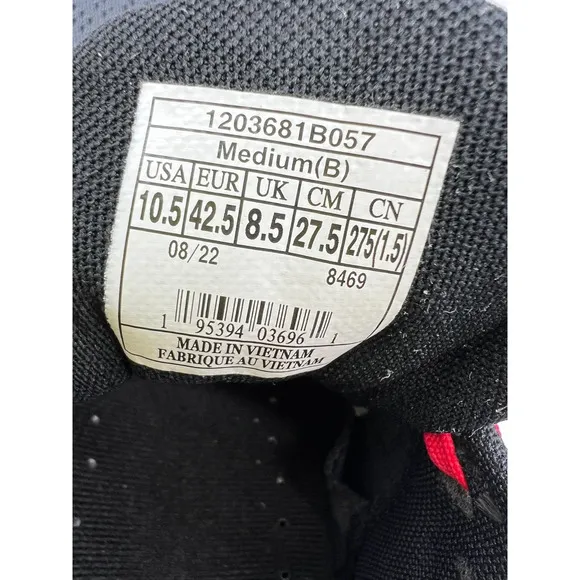 1203681B057
Medium(B)
USA EUR UK CM CN
10.5 42.5 8.5 27.5 275(1.5)
08/22 8469
1 95394 03696 1
MADE IN VIETNAM
FABRIQUE AU VIETNAM